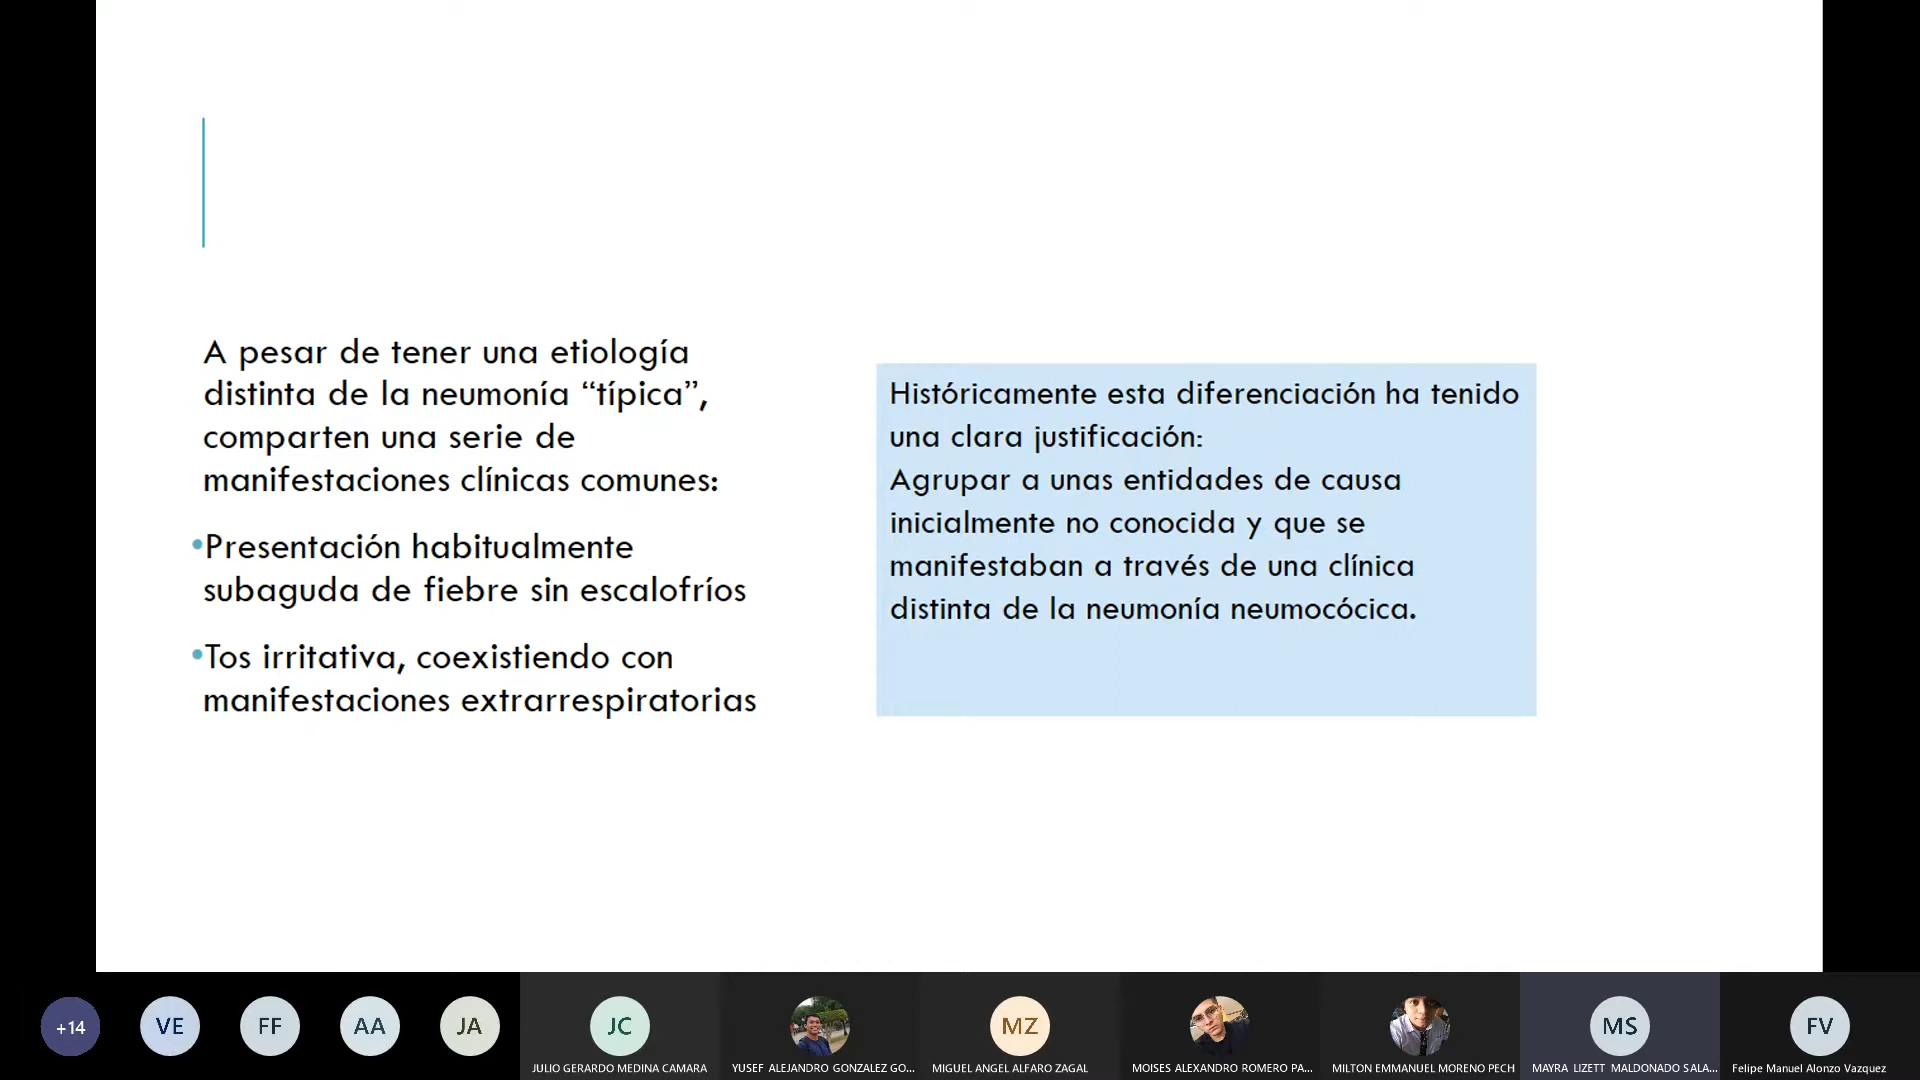 A pesar de tener una etiología
distinta de la neumonía “típica”,
comparten una serie de
manifestaciones clínicas comunes:
•Presentación habitualmente
subaguda de fiebre sin escalofríos
•Tos irritativa, coexistiendo con
manifestaciones extrarrespiratorias
Históricamente esta diferenciación ha tenido
una clara justificación:
Agrupar a unas entidades de causa
inicialmente no conocida y que se
manifestaban a través de una clínica
distinta de la neumonía neumocócica.
+14
VE
FF
AA
JA
JC
JULIO GERARDO MEDINA CAMARA
YUSEF ALEJANDRO GONZALEZ GO...
MZ
MIGUEL ANGEL ALFARO ZAGAL
MOISES ALEXANDRO ROMERO PA...
MILTON EMMANUEL MORENO PECH
MS
MAYRA LIZETT MALDONADO SALA...
FV
Felipe Manuel Alonzo Vazquez